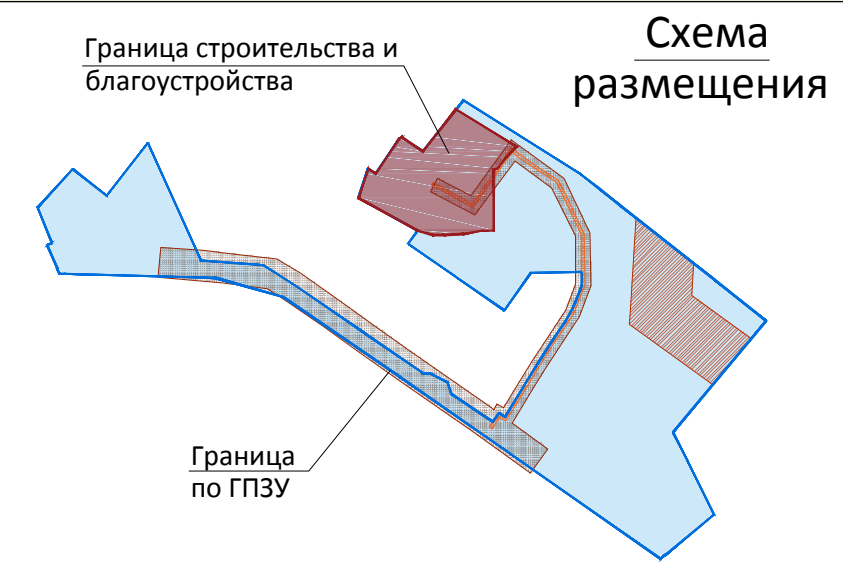 Схема
размещения
Граница строительства и
благоустройства
Граница
по ГПЗУ